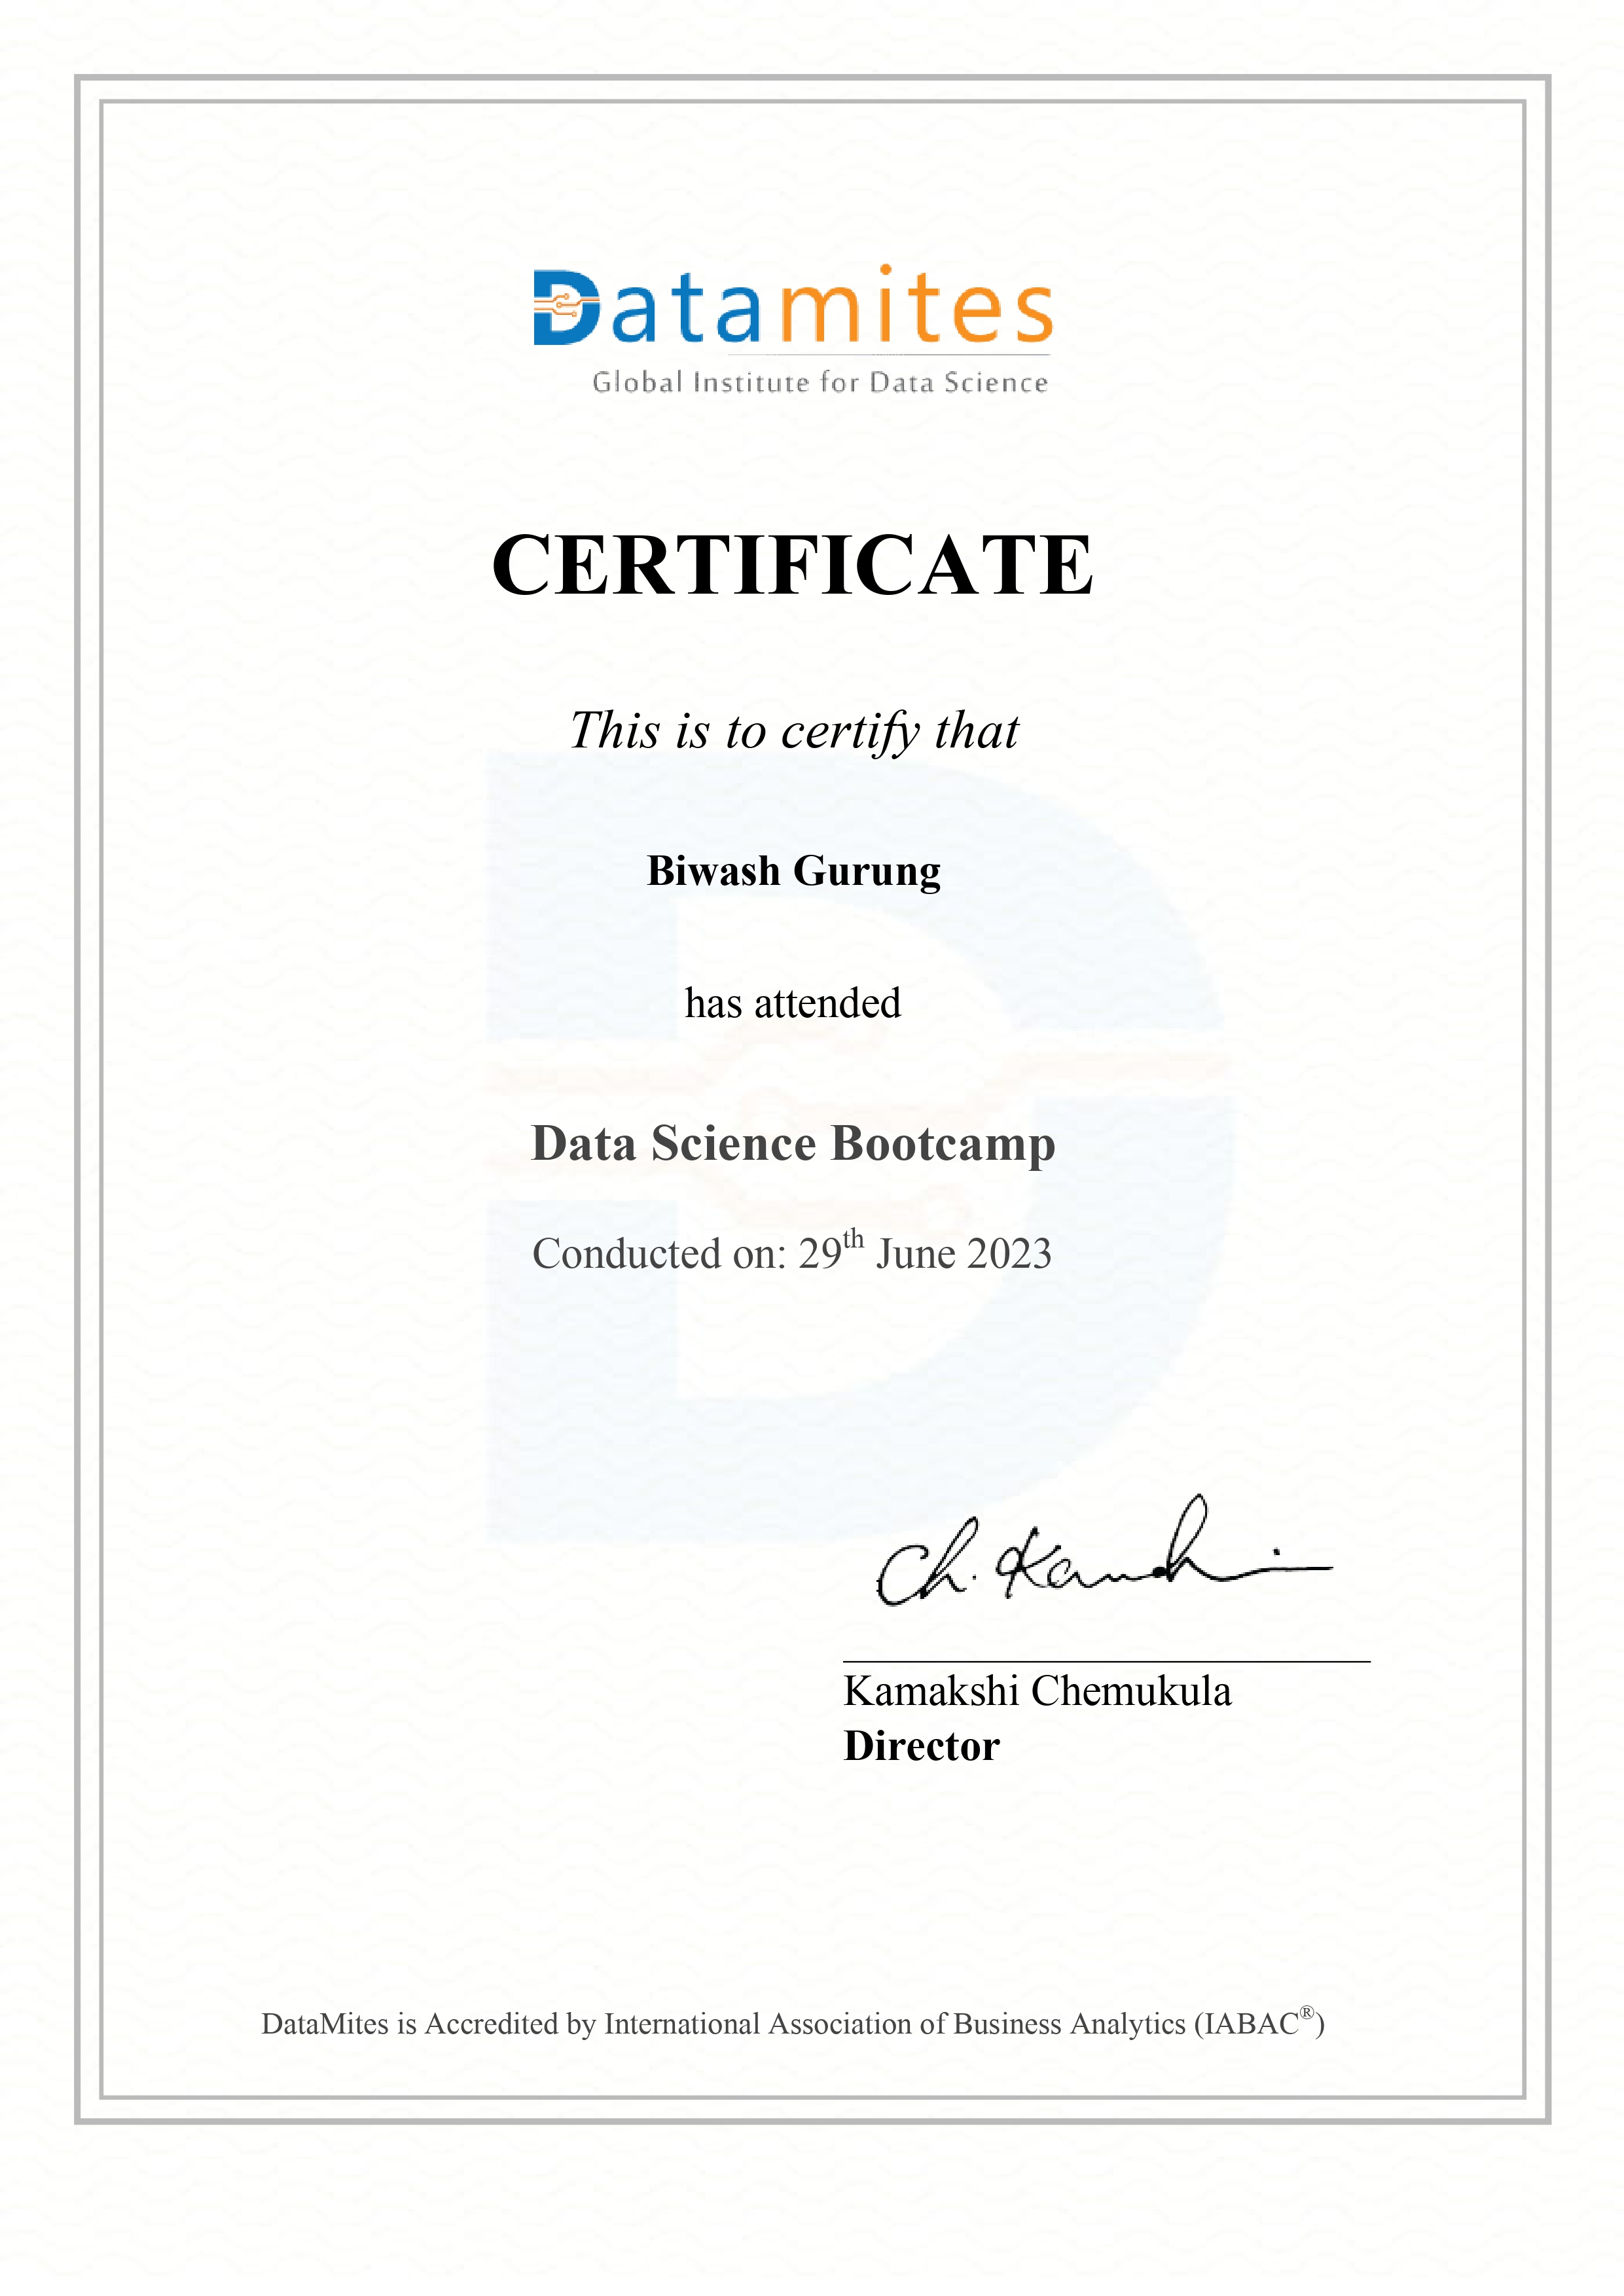 Datamites
Global Institute for Data Science
CERTIFICATE
This is to certify that
Biwash Gurung
has attended
Data Science Bootcamp
Conducted on: 29th June 2023
Ch. Kamakshi
Kamakshi Chemukula
Director
DataMites is Accredited by International Association of Business Analytics (IABAC®)